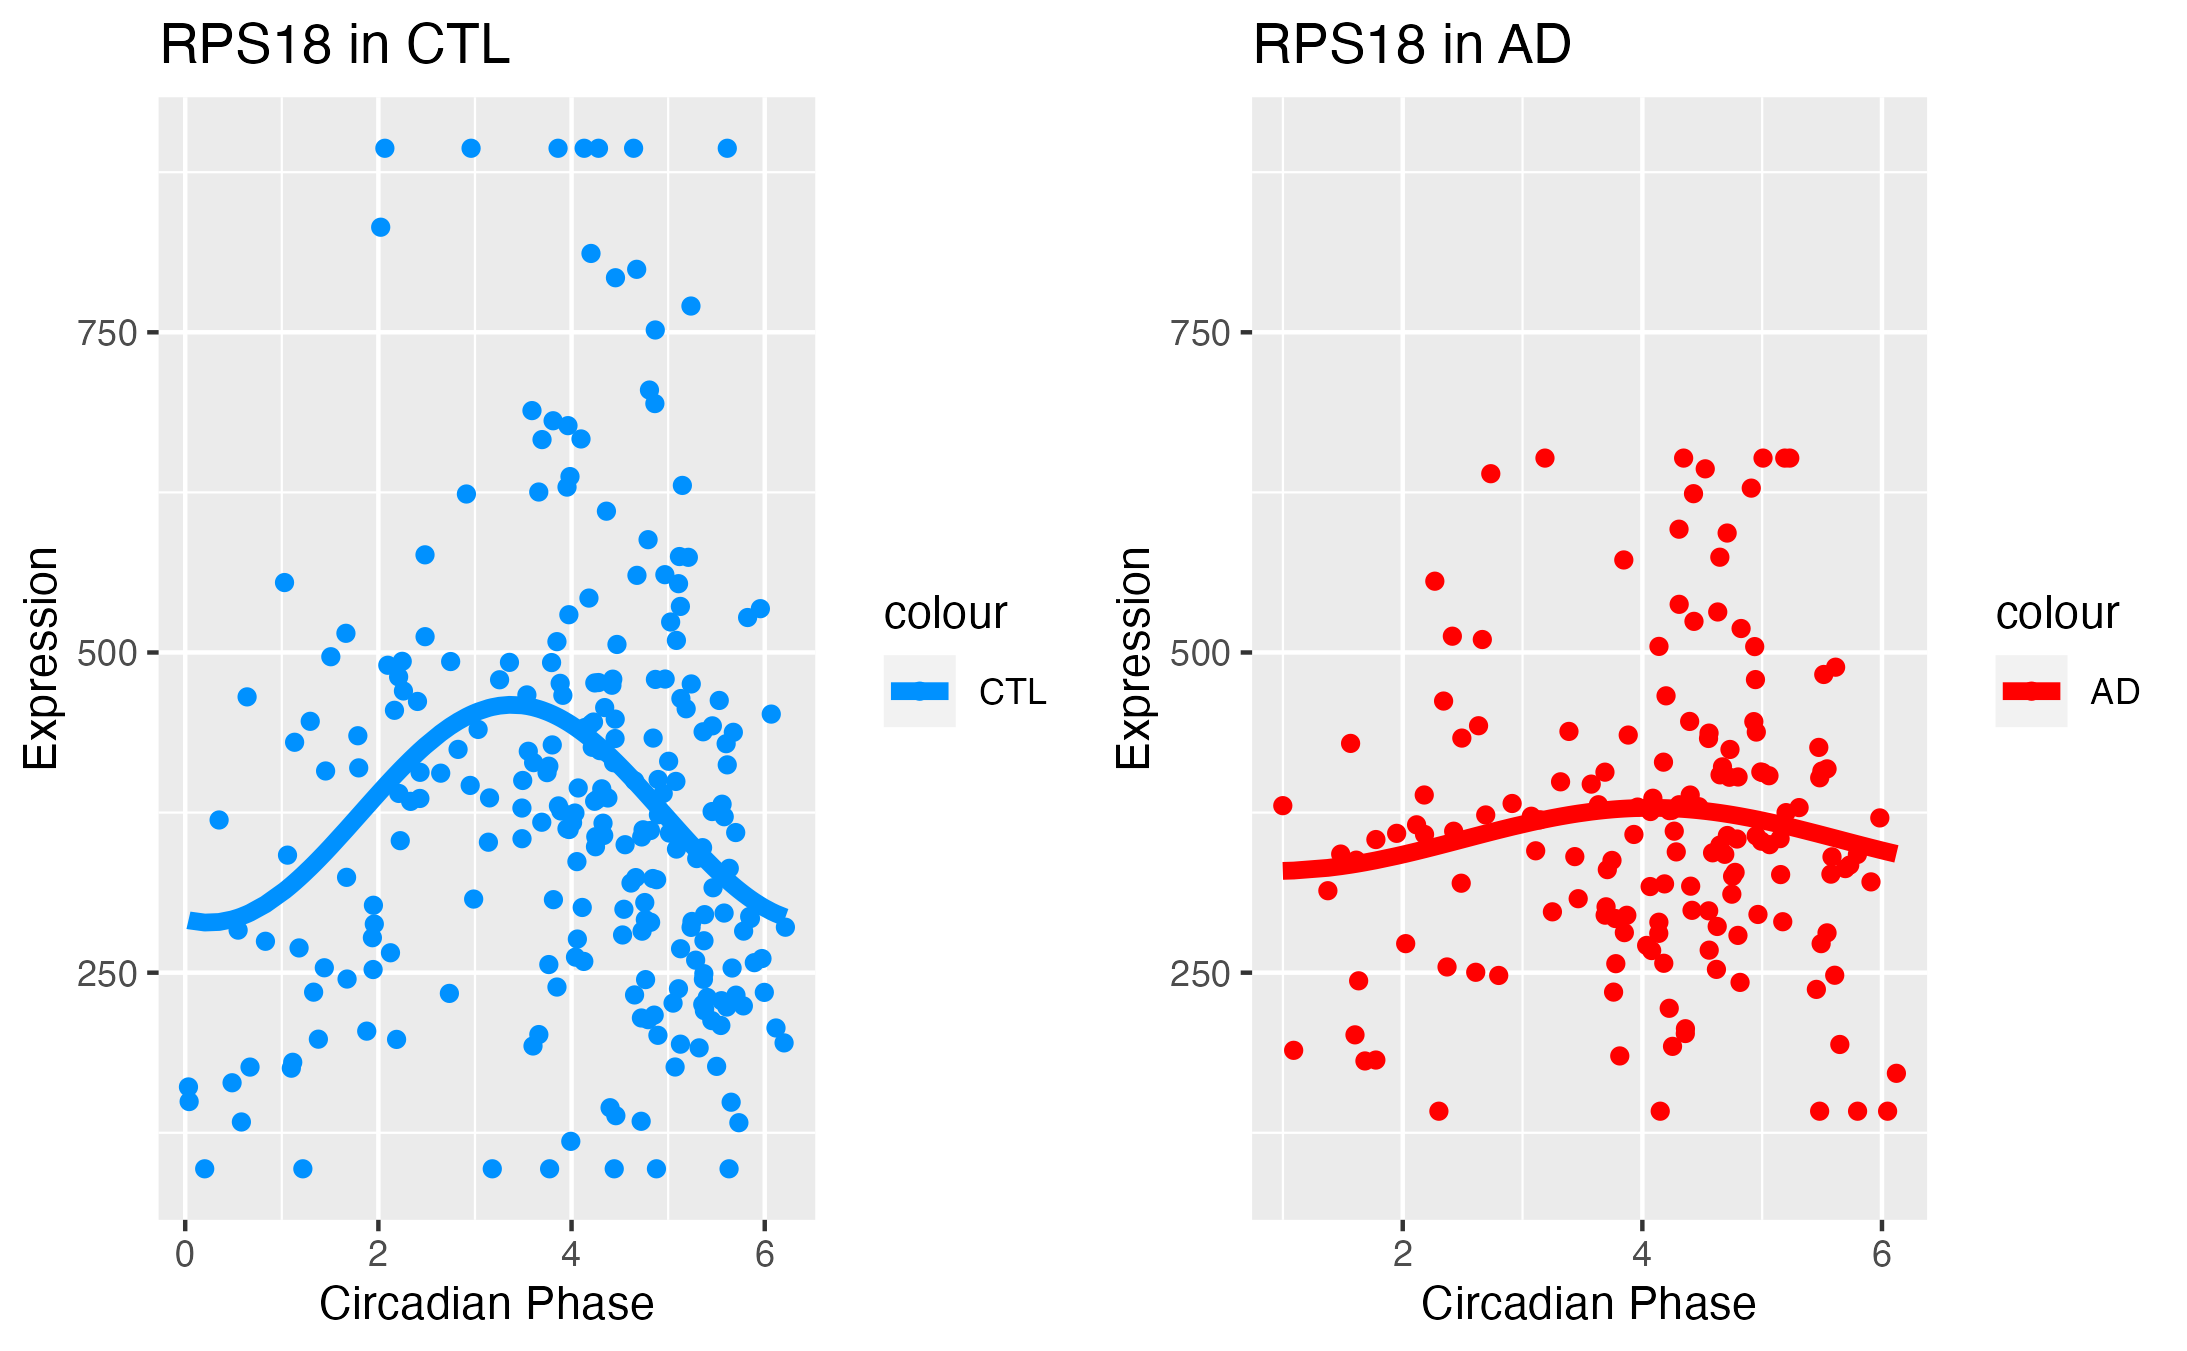 RPS18 in CTL
Expression
750
500
250
0 2 4 6
Circadian Phase
colour
CTL
RPS18 in AD
Expression
750
500
250
2 4 6
Circadian Phase
colour
AD